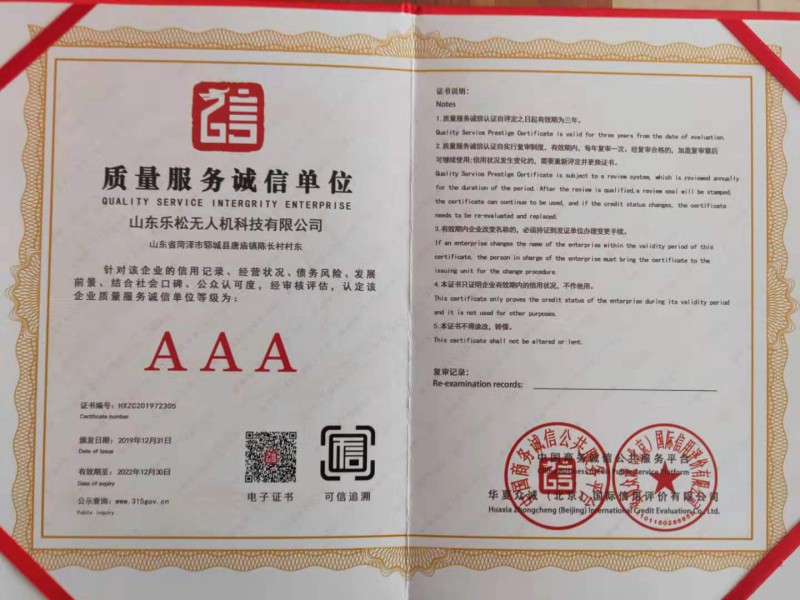 信
质量服务诚信单位
QUALITY SERVICE INTERGRITY ENTERPRISE
山东乐松无人机科技有限公司
山东省菏泽市郓城县唐庙镇陈长村村东
针对该企业的信用记录、经营状况、债务风险、发展
前景、结合社会口碑、公众认可度，经审核评估，认定该
企业质量服务诚信单位等级为：
AAA
证书编号：HXZC201972305
Certificate number
颁发日期：2019年12月31日
Date of issue
有效期至：2022年12月30日
Date of expiry
公示查询：www.315gov.cn
Public inquiry
电子证书
信
可信追溯
证书说明：
Notes
1.质量服务诚信认证自评定之日起有效期为三年。
Quality Service Prestige Certificate is valid for three years from the date of evaluation.
2.质量服务诚信认证自实行复审制度，有效期内，每年复审一次。经复审合格的，加盖复审章后
可继续使用；信用状况发生变化的，需要重新评定并更换证书。
Quality Service Prestige Certificate is subject to a review system, which is reviewed annually
for the duration of the period. After the review is qualified, a review seal will be stamped,
the certificate can continue to be used, and if the credit status changes, the certificate
needs to be re-evaluated and replaced.
3.有效期内企业改变名称的，必须持证到发证单位办理变更手续。
If an enterprise changes the name of the enterprise within the validity period of this
certificate, the person in charge of the enterprise must bring the certificate to the
issuing unit for the change procedure.
4.本证书只证明企业有效期内的信用状况，不作他用。
This certificate only proves the credit status of the enterprise during its validity period
and it is not used for other purposes.
5.本证书不得涂改，转借。
This certificate shall not be altered or lent.
复审记录：
Re-examination records:
中国商务诚信公共服务平台
华夏众诚（北京）国际信用评价有限公司
Huaxia Zhongcheng (Beijing) International Credit Evaluation Co., Ltd.